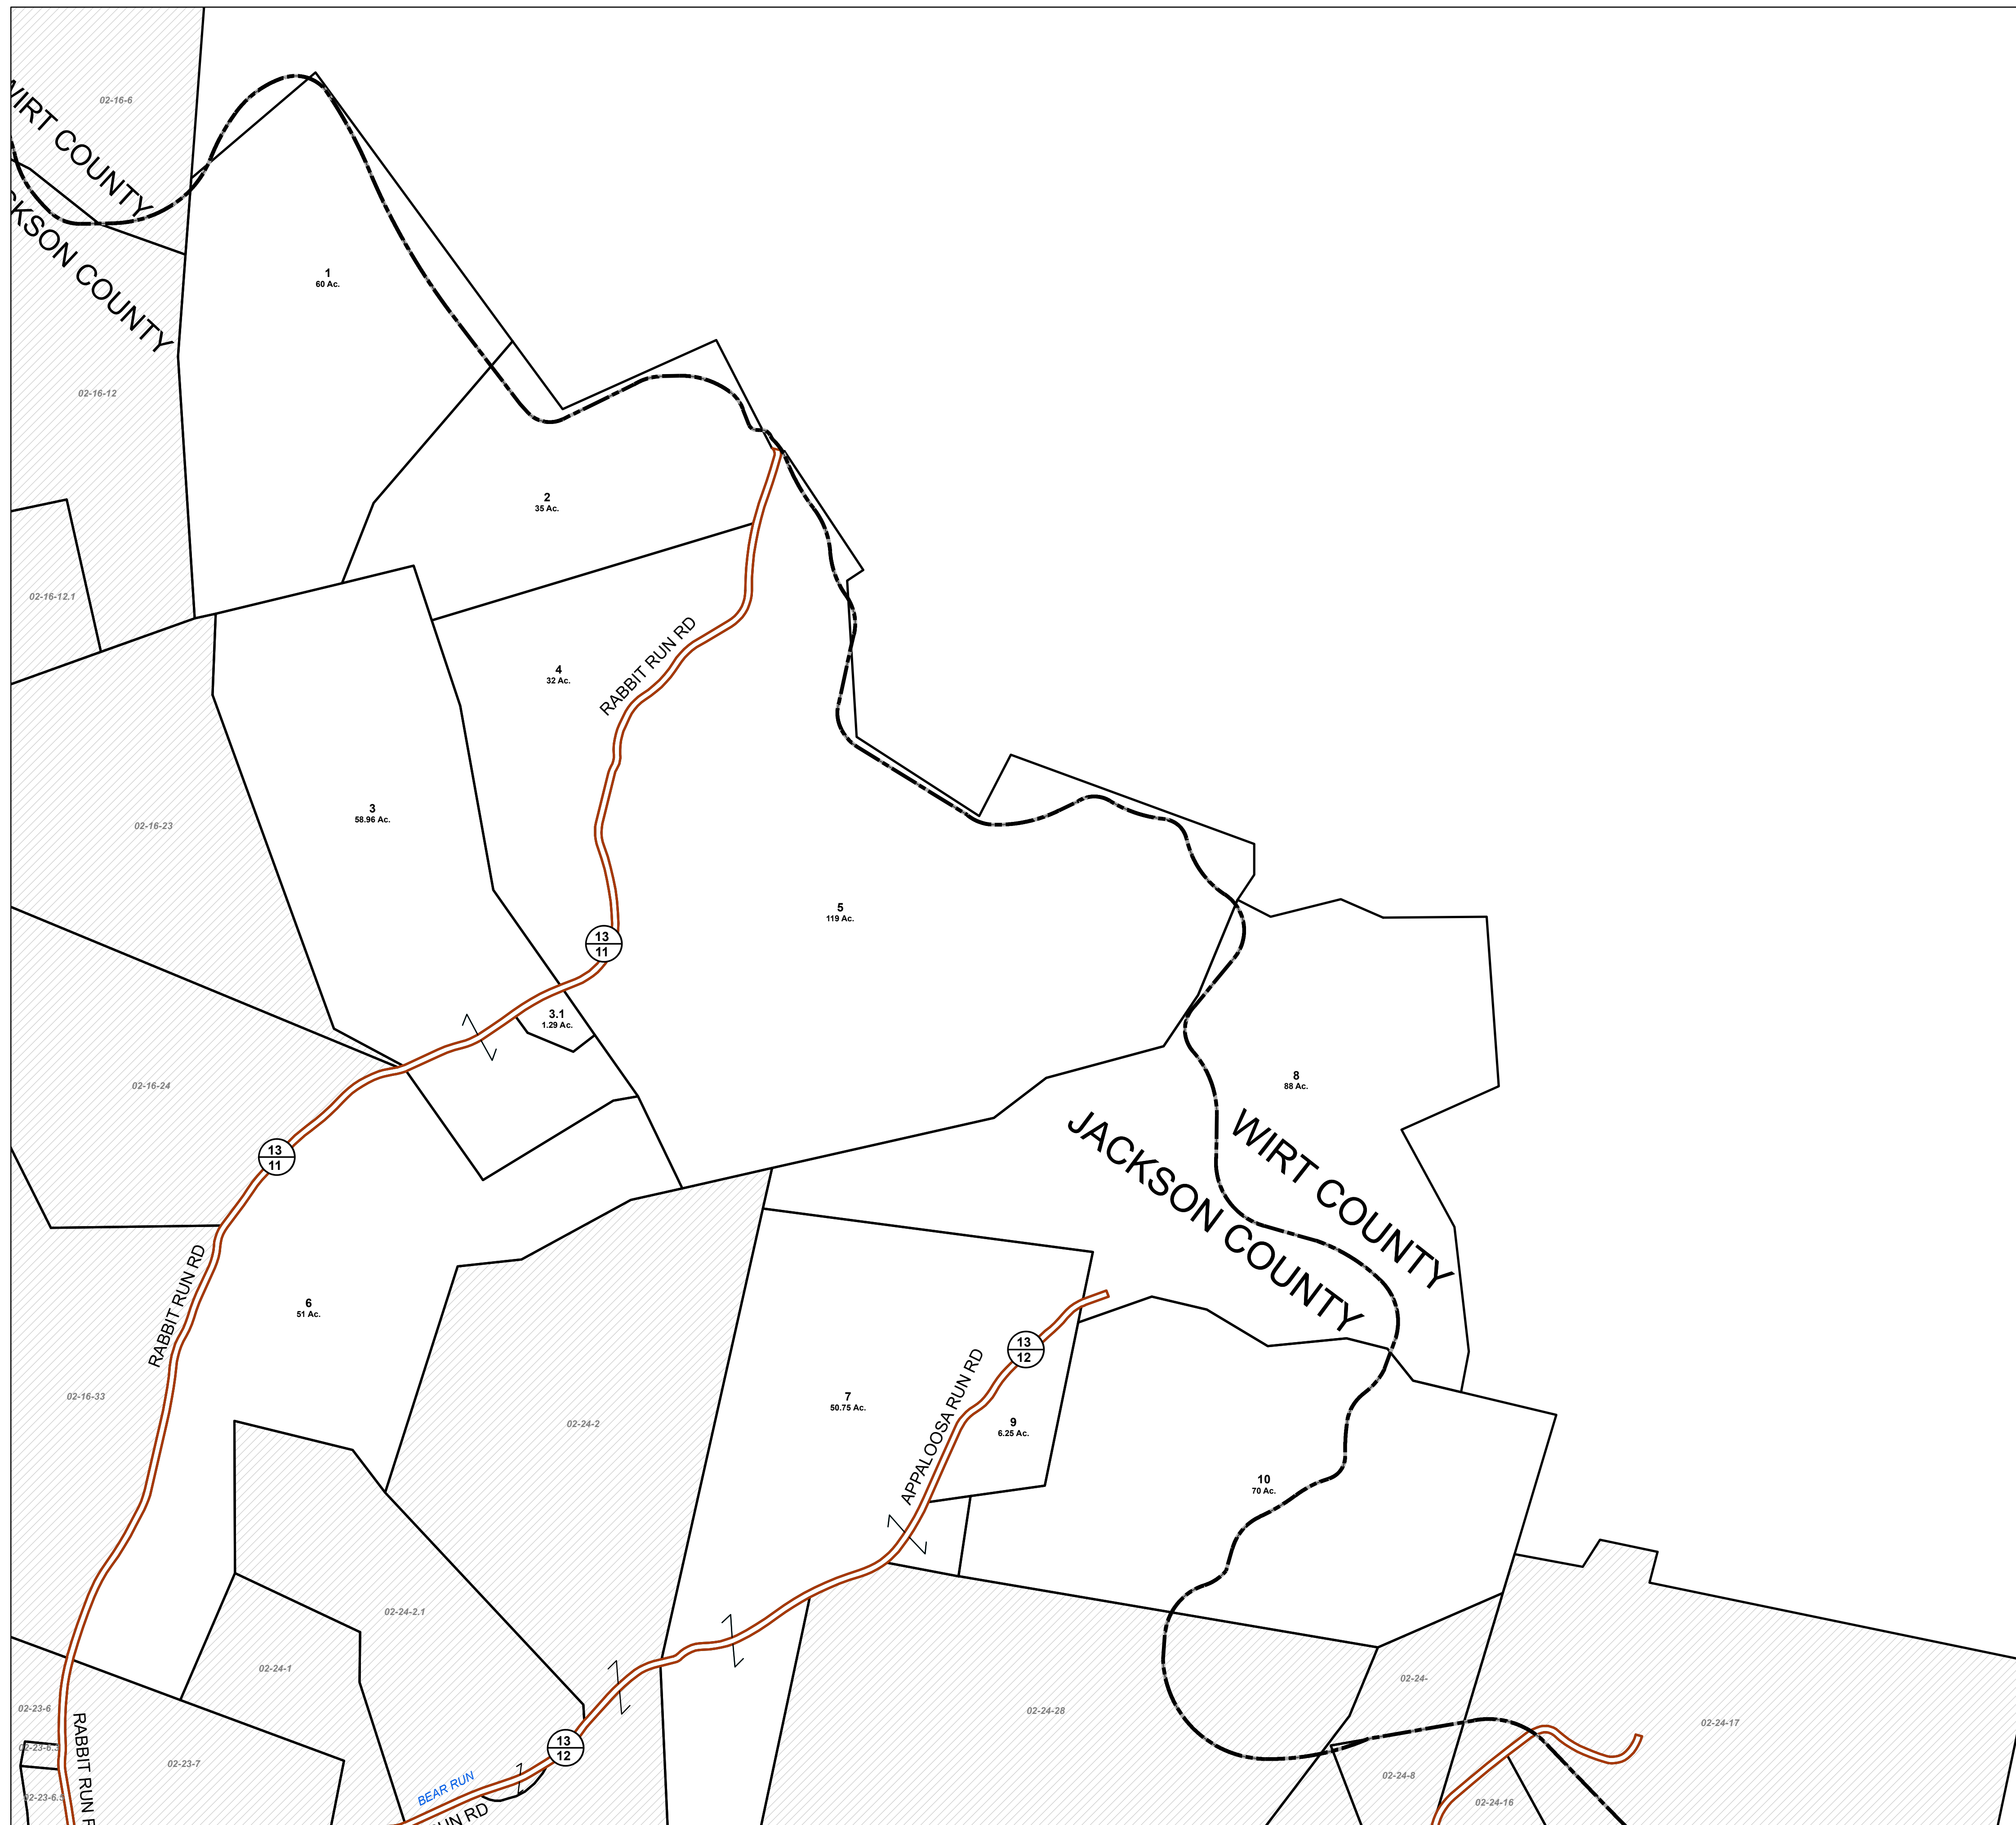 02-16-6
WIRT COUNTY
KSON COUNTY
1
60 Ac.
02-16-12
2
35 Ac.
02-16-12.1
RABBIT RUN RD
4
32 Ac.
3
58.96 Ac.
02-16-23
5
119 Ac.
13
11
3.1
1.29 Ac.
8
88 Ac.
02-16-24
JACKSON COUNTY
WIRT COUNTY
13
11
RABBIT RUN RD
6
51 Ac.
02-16-33
13
12
APPALOOSA RUN RD
7
50.75 Ac.
9
6.25 Ac.
02-24-2
10
70 Ac.
02-24-2.1
02-24-1
02-24-
02-23-6
02-24-28
02-24-17
RABBIT RUN R
13
12
02-23-7
BEAR RUN
02-24-8
02-24-16
UN RD